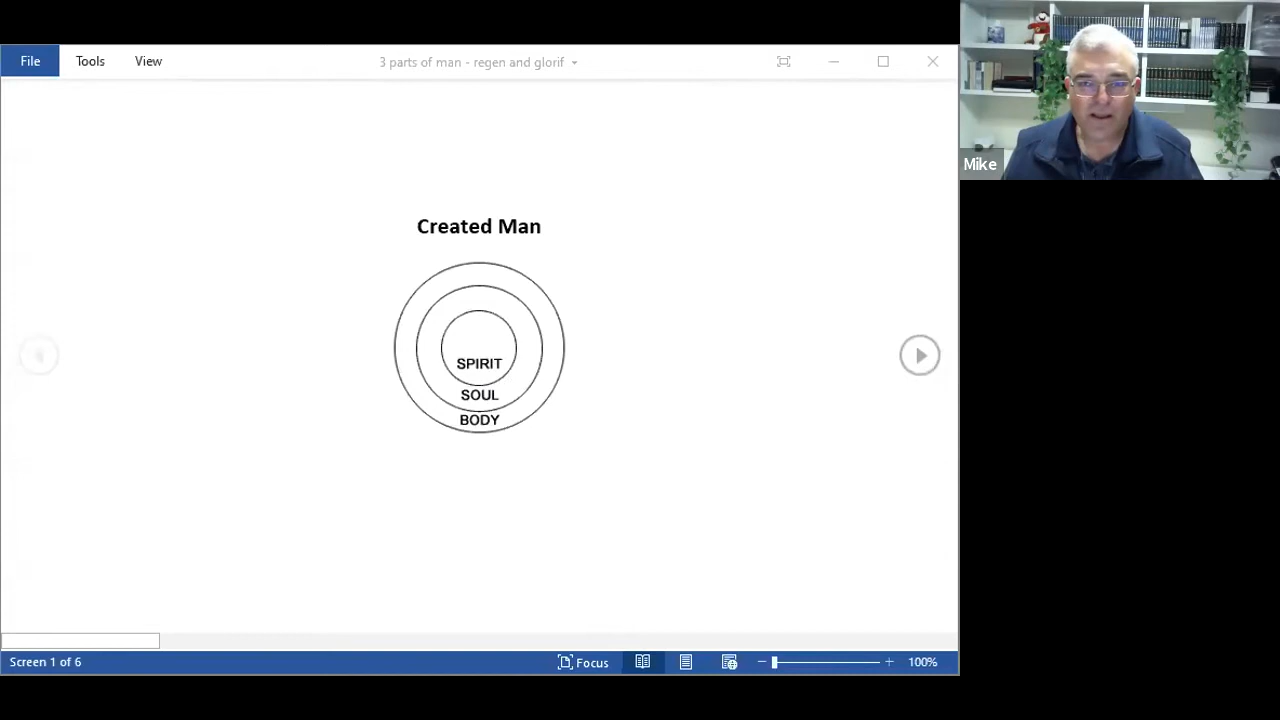 File Tools View 3 parts of man - regen and glorif
Mike
Created Man
SPIRIT
SOUL
BODY
Screen 1 of 6 Focus 100%